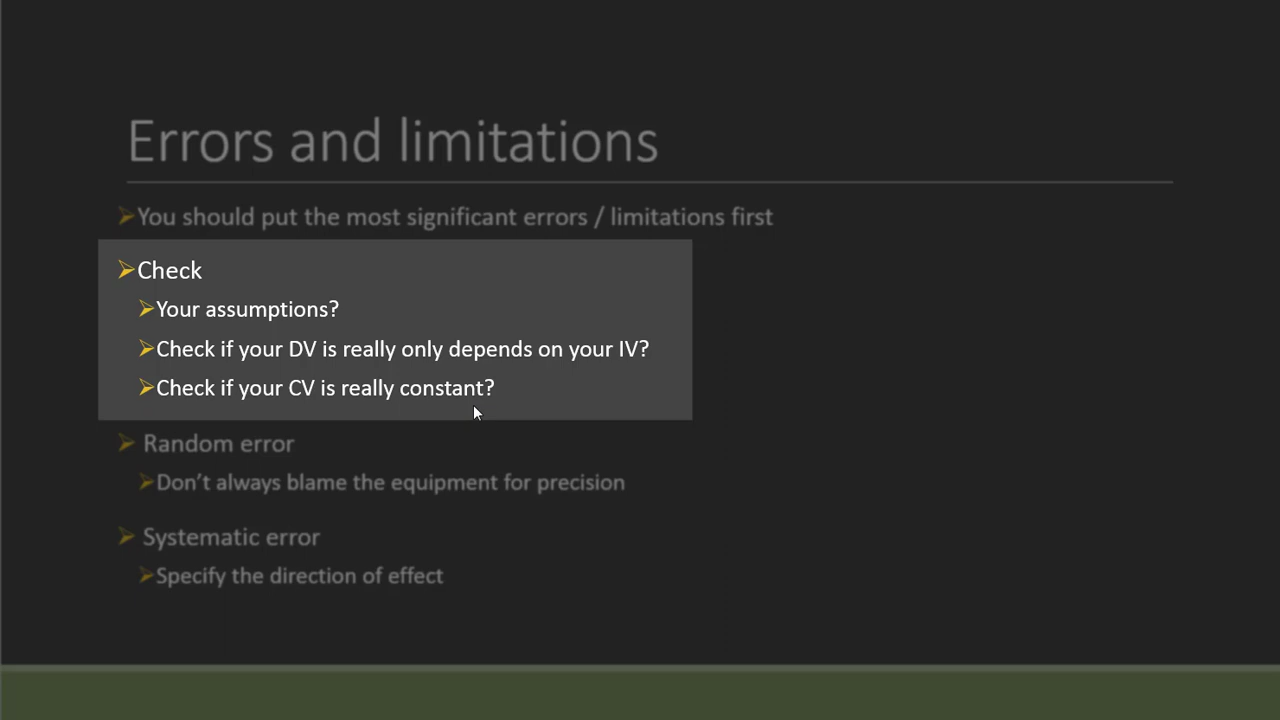 Errors and limitations
You should put the most significant errors / limitations first
Check
Your assumptions?
Check if your DV is really only depends on your IV?
Check if your CV is really constant?
Random error
Don’t always blame the equipment for precision
Systematic error
Specify the direction of effect